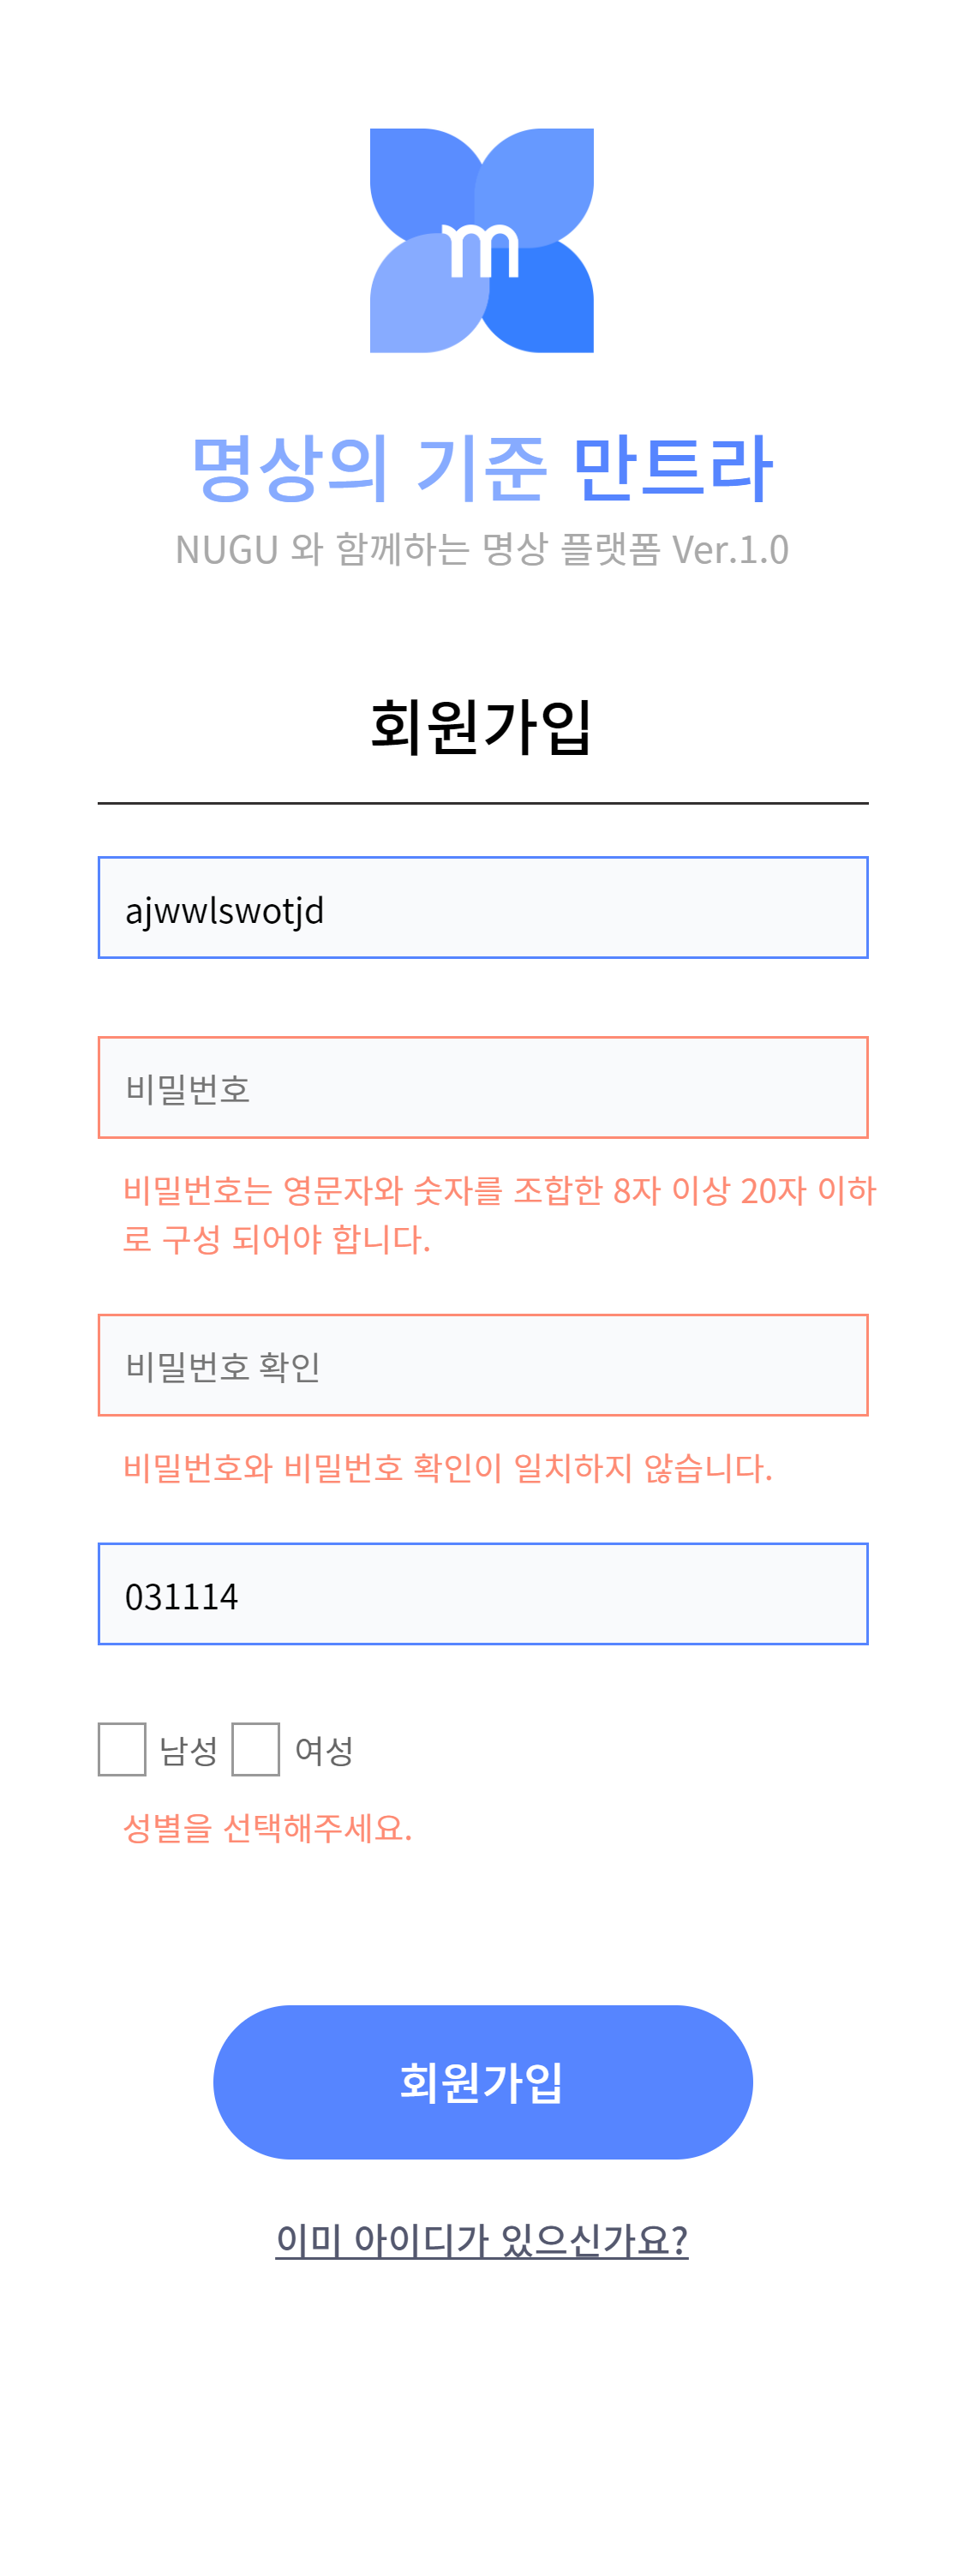 m
명상의 기준 만트라
NUGU 와 함께하는 명상 플랫폼 Ver.1.0
회원가입
ajwwlswotjd
비밀번호
비밀번호는 영문자와 숫자를 조합한 8자 이상 20자 이하
로 구성 되어야 합니다.
비밀번호 확인
비밀번호와 비밀번호 확인이 일치하지 않습니다.
031114
남성 여성
성별을 선택해주세요.
회원가입
이미 아이디가 있으신가요?